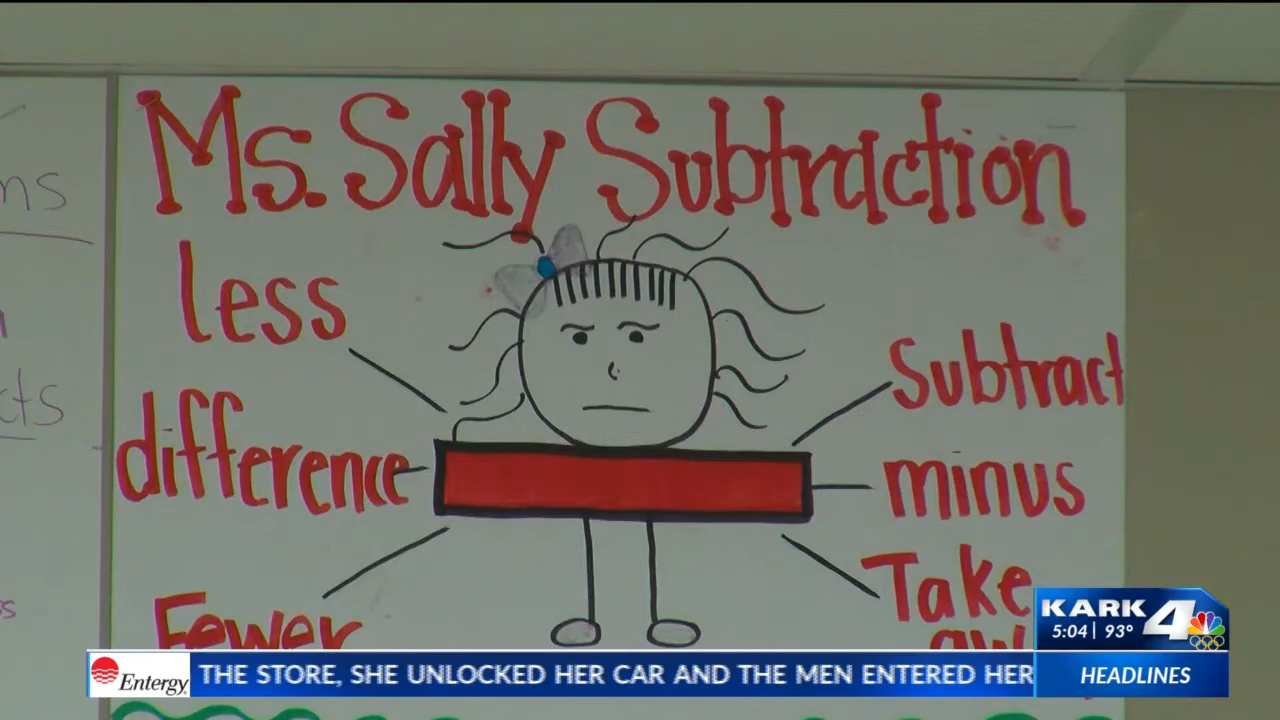 Ms. Sally Subtraction
less
difference
Fewer
Subtract
minus
Take
KARK 4
5:04 | 93°
Entergy
THE STORE, SHE UNLOCKED HER CAR AND THE MEN ENTERED HER
HEADLINES